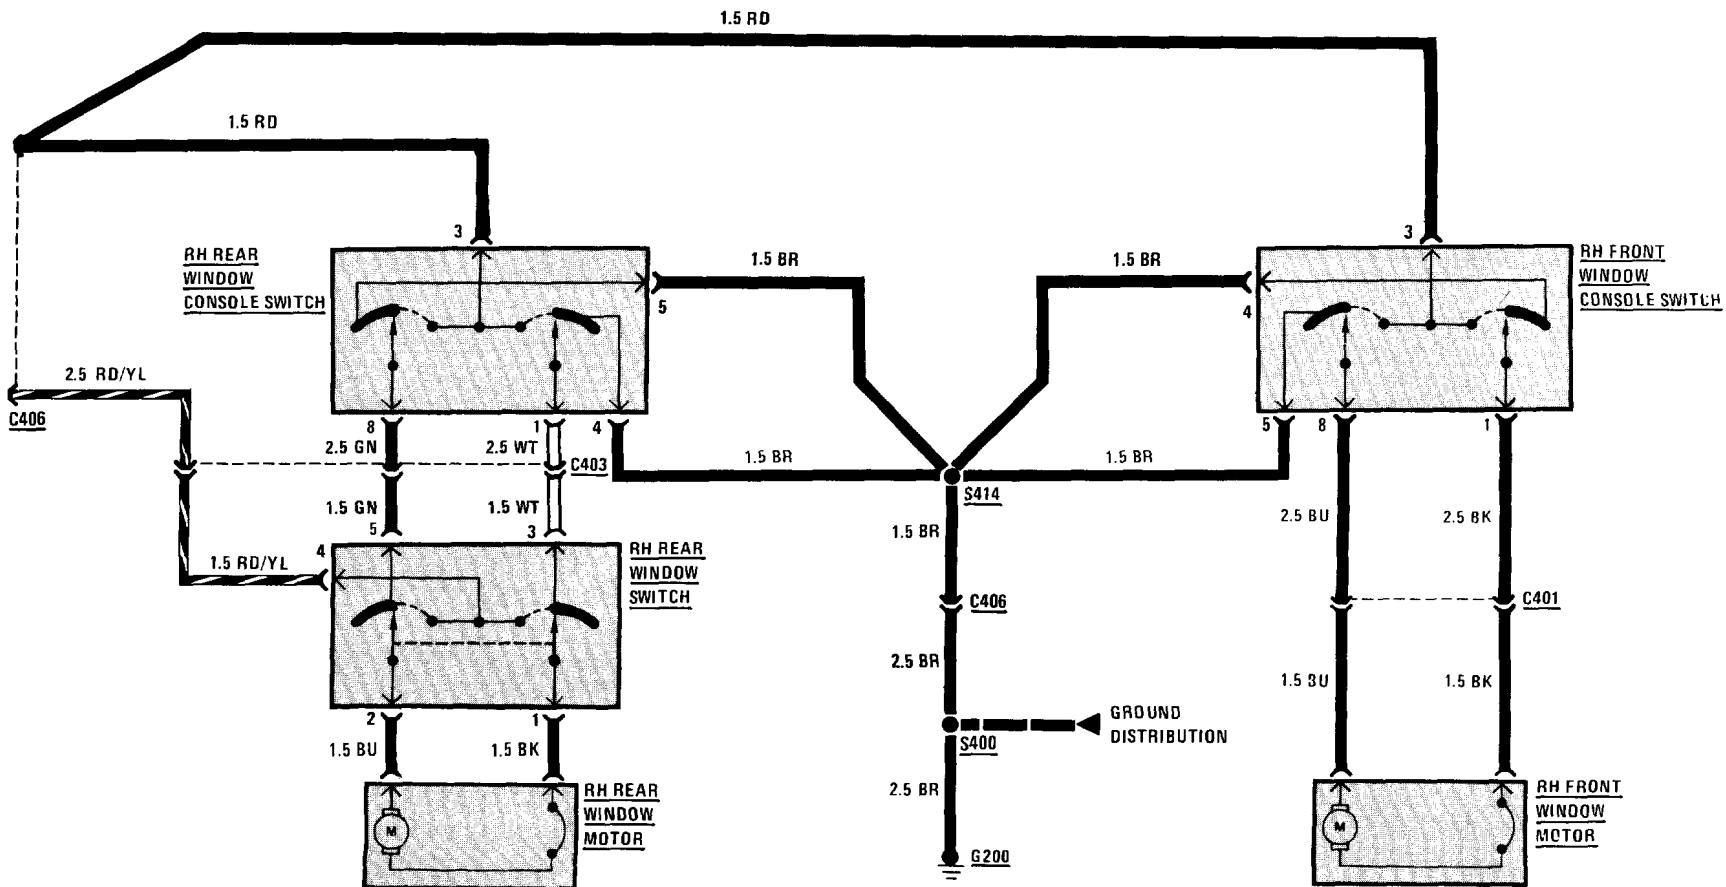 1.5 RD
1.5 RD
3
3
RH REAR
WINDOW
CONSOLE SWITCH
1.5 BR
1.5 BR
RH FRONT
WINDOW
CONSOLE SWITCH
5
4
2.5 RD/YL
C406
8
1
4
5
8
1
2.5 GN
2.5 WT
C403
1.5 BR
1.5 BR
S414
1.5 GN
1.5 WT
5
3
4
1.5 RD/YL
RH REAR
WINDOW
SWITCH
1.5 BR
2.5 BU
2.5 BK
C406
C401
2.5 BR
1.5 BU
1.5 BK
2
1
1.5 BU
1.5 BK
GROUND
DISTRIBUTION
S400
2.5 BR
RH REAR
WINDOW
MOTOR
M
RH FRONT
WINDOW
MOTOR
M
G200